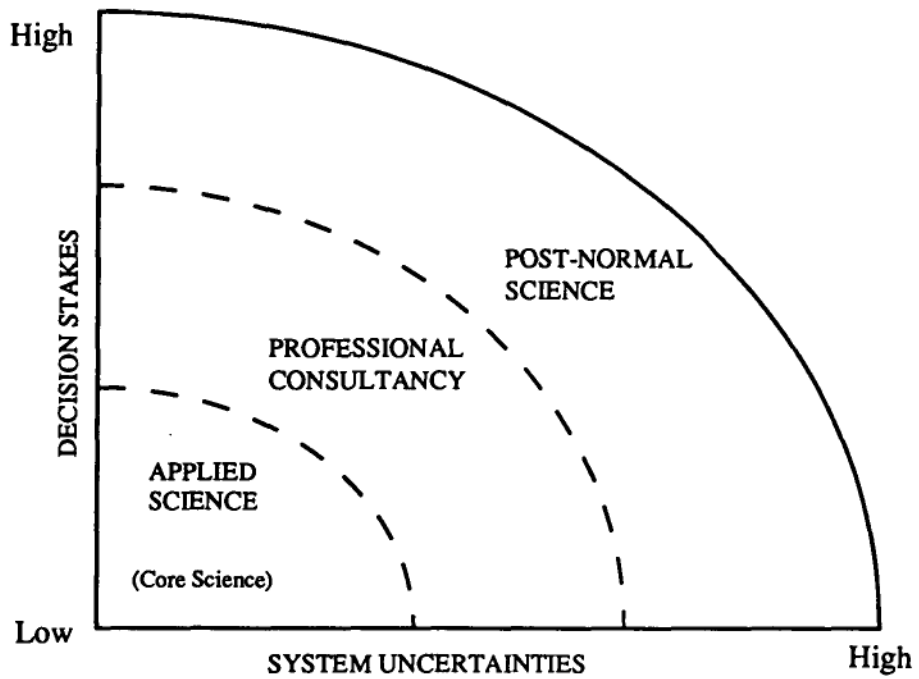 High
DECISION STAKES
POST-NORMAL
SCIENCE
PROFESSIONAL
CONSULTANCY
APPLIED
SCIENCE
(Core Science)
Low
SYSTEM UNCERTAINTIES
High